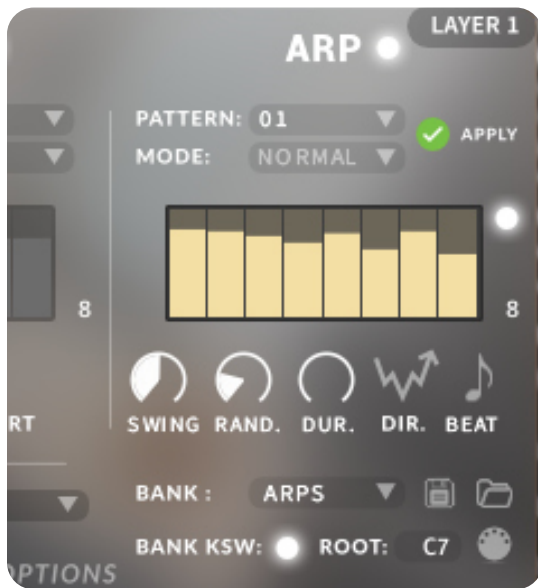 LAYER 1
ARP
PATTERN: 01
APPLY
MODE: NORMAL
8
8
RT
SWING RAND. DUR. DIR. BEAT
BANK : ARPS
BANK KSW: ROOT: C7
OPTIONS